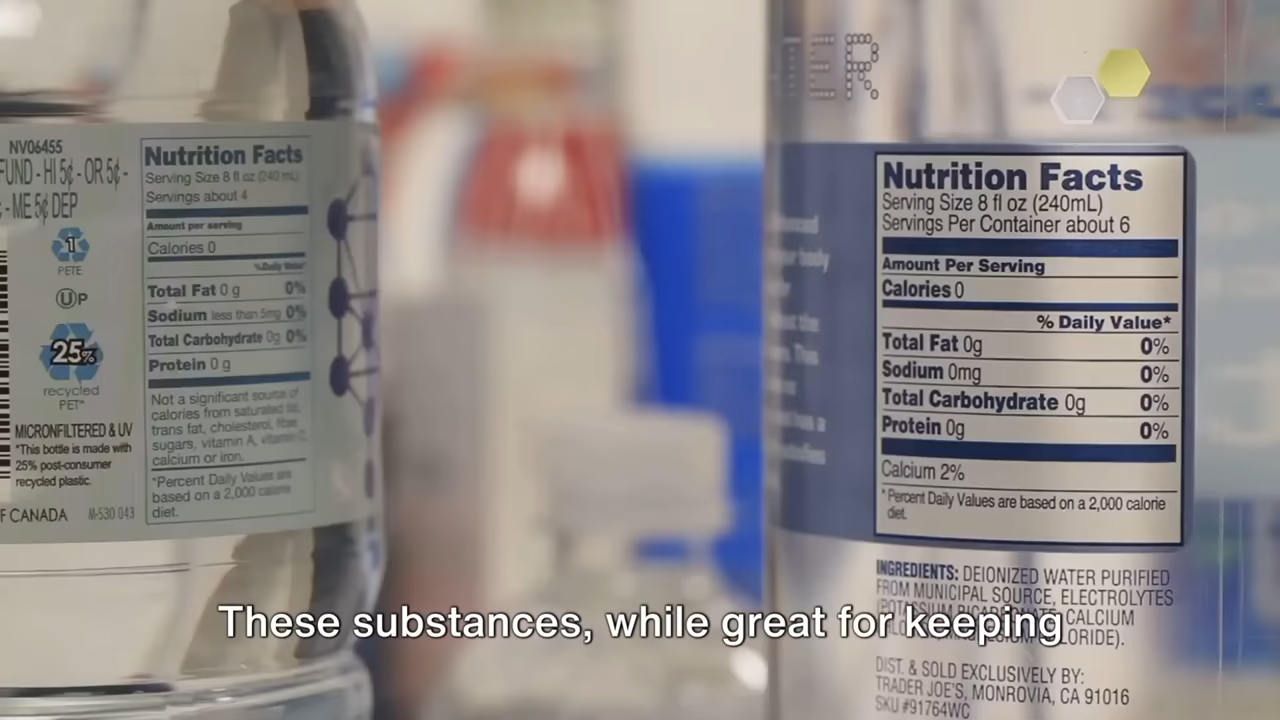 NV06455
FUND - HI 5¢ - OR 5¢ -
- ME 5¢ DEP
1
PETE
U P
25%
recycled
PET*
MICRONFILTERED & UV
*This bottle is made with
25% post-consumer
recycled plastic.
F CANADA M-530 043
Nutrition Facts
Serving Size 8 fl oz (240 mL)
Servings about 4
Amount per serving
Calories 0
%Daily Value*
Total Fat 0 g 0%
Sodium less than 5mg 0%
Total Carbohydrate 0g 0%
Protein 0 g
Not a significant source of
calories from saturated fat,
trans fat, cholesterol, fibre,
sugars, vitamin A, vitamin C,
calcium or iron.
*Percent Daily Values are
based on a 2,000 calorie
diet.
TER
body
the
has a
Nutrition Facts
Serving Size 8 fl oz (240mL)
Servings Per Container about 6
Amount Per Serving
Calories 0
% Daily Value*
Total Fat 0g 0%
Sodium 0mg 0%
Total Carbohydrate 0g 0%
Protein 0g 0%
Calcium 2%
*Percent Daily Values are based on a 2,000 calorie
diet.
INGREDIENTS: DEIONIZED WATER PURIFIED
FROM MUNICIPAL SOURCE, ELECTROLYTES
CALCIUM
These substances, while great for keeping
DIST. & SOLD EXCLUSIVELY BY:
TRADER JOE'S, MONROVIA, CA 91016
SKU #91764WC